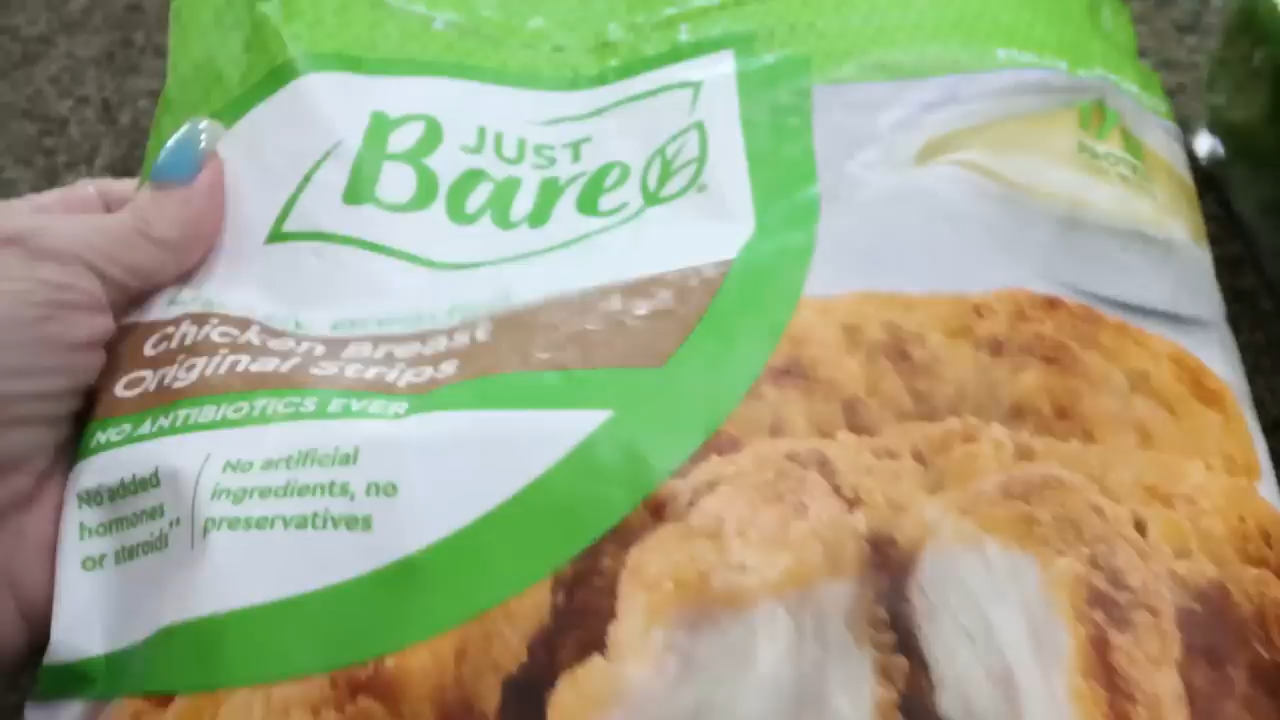 JUST
Bare
Chicken Breast
Original Strips
NO ANTIBIOTICS EVER
No added
hormones
or steroids**
No artificial
ingredients, no
preservatives